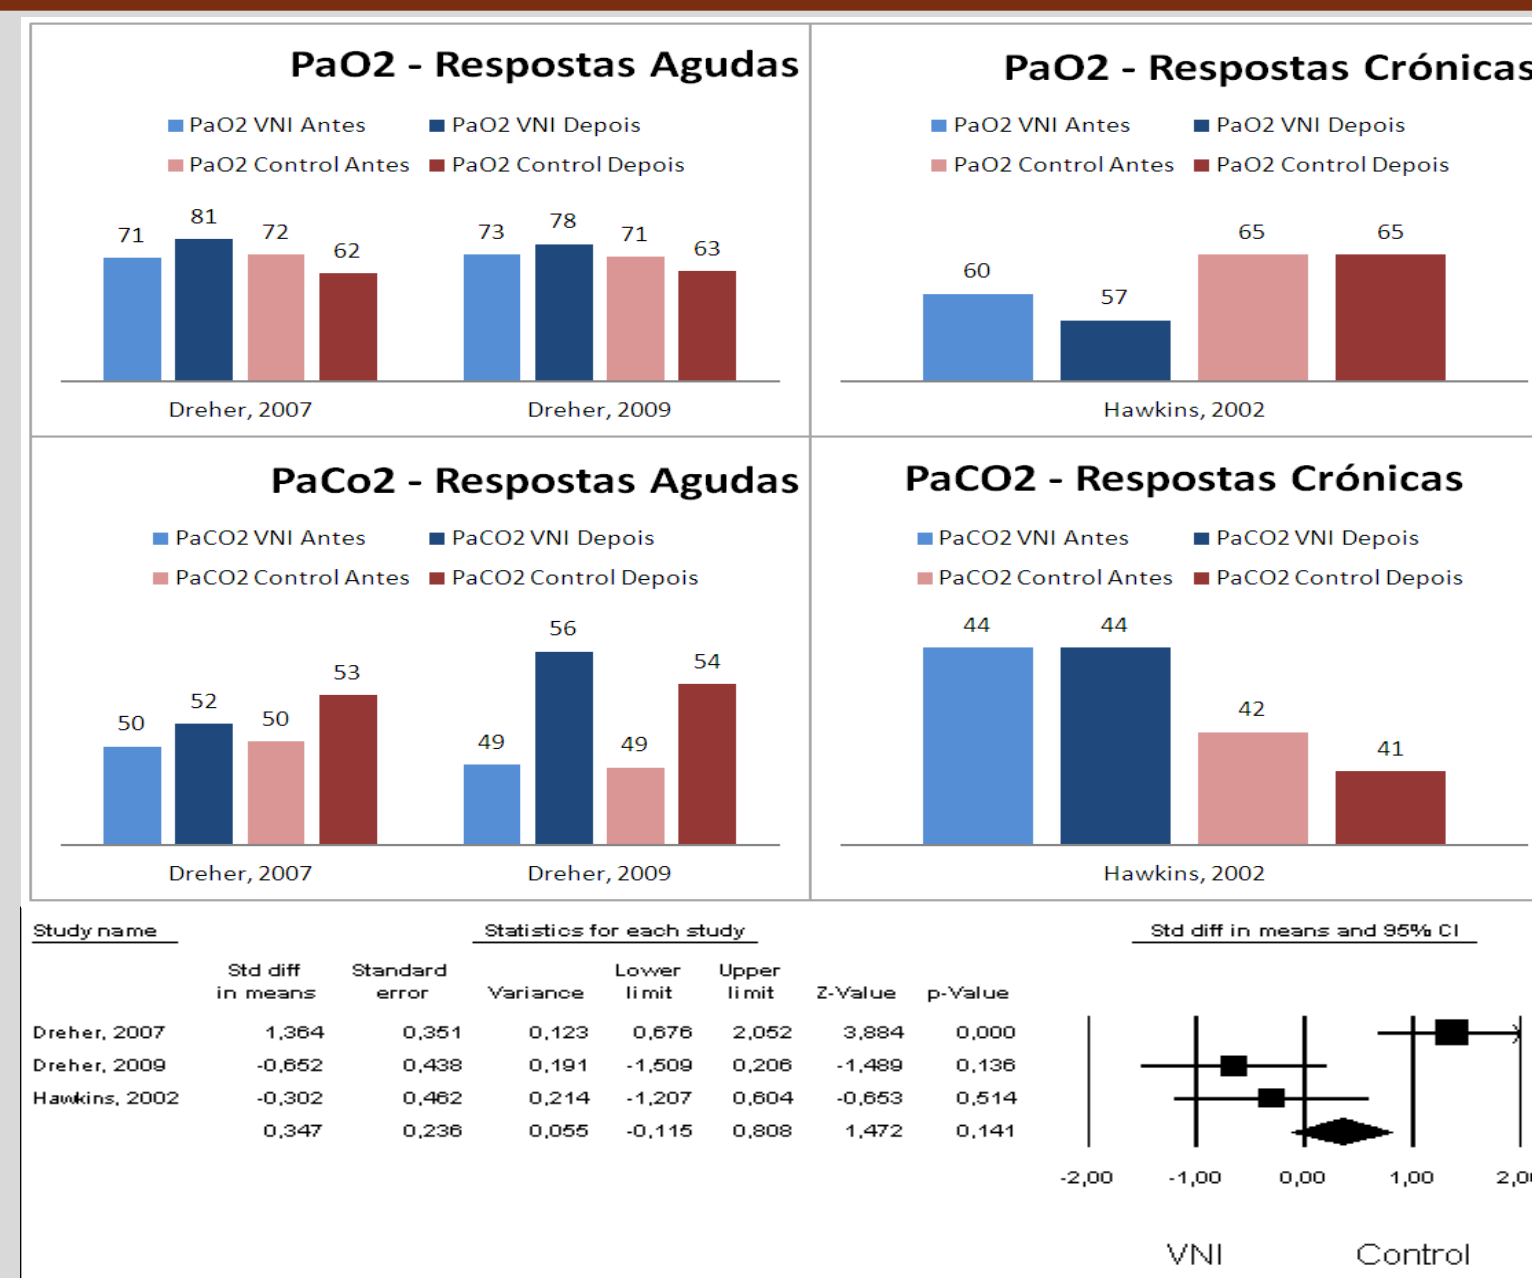 PaO2 - Respostas Agudas
PaO2 VNI Antes PaO2 VNI Depois
PaO2 Control Antes PaO2 Control Depois
71 81 72 62 73 78 71 63
Dreher, 2007 Dreher, 2009
PaO2 - Respostas Crónicas
PaO2 VNI Antes PaO2 VNI Depois
PaO2 Control Antes PaO2 Control Depois
60 57 65 65
Hawkins, 2002
PaCo2 - Respostas Agudas
PaCO2 VNI Antes PaCO2 VNI Depois
PaCO2 Control Antes PaCO2 Control Depois
50 52 50 53 49 56 49 54
Dreher, 2007 Dreher, 2009
PaCO2 - Respostas Crónicas
PaCO2 VNI Antes PaCO2 VNI Depois
PaCO2 Control Antes PaCO2 Control Depois
44 44 42 41
Hawkins, 2002
Study name Statistics for each study Std diff in means and 95% CI
Std diff Standard Lower Upper
in means error Variance limit limit Z-Value p-Value
Dreher, 2007 1,364 0,351 0,123 0,676 2,052 3,884 0,000
Dreher, 2009 -0,652 0,438 0,191 -1,509 0,206 -1,489 0,136
Hawkins, 2002 -0,302 0,462 0,214 -1,207 0,604 -0,653 0,514
0,347 0,236 0,055 -0,115 0,808 1,472 0,141
-2,00 -1,00 0,00 1,00 2,00
VNI Control